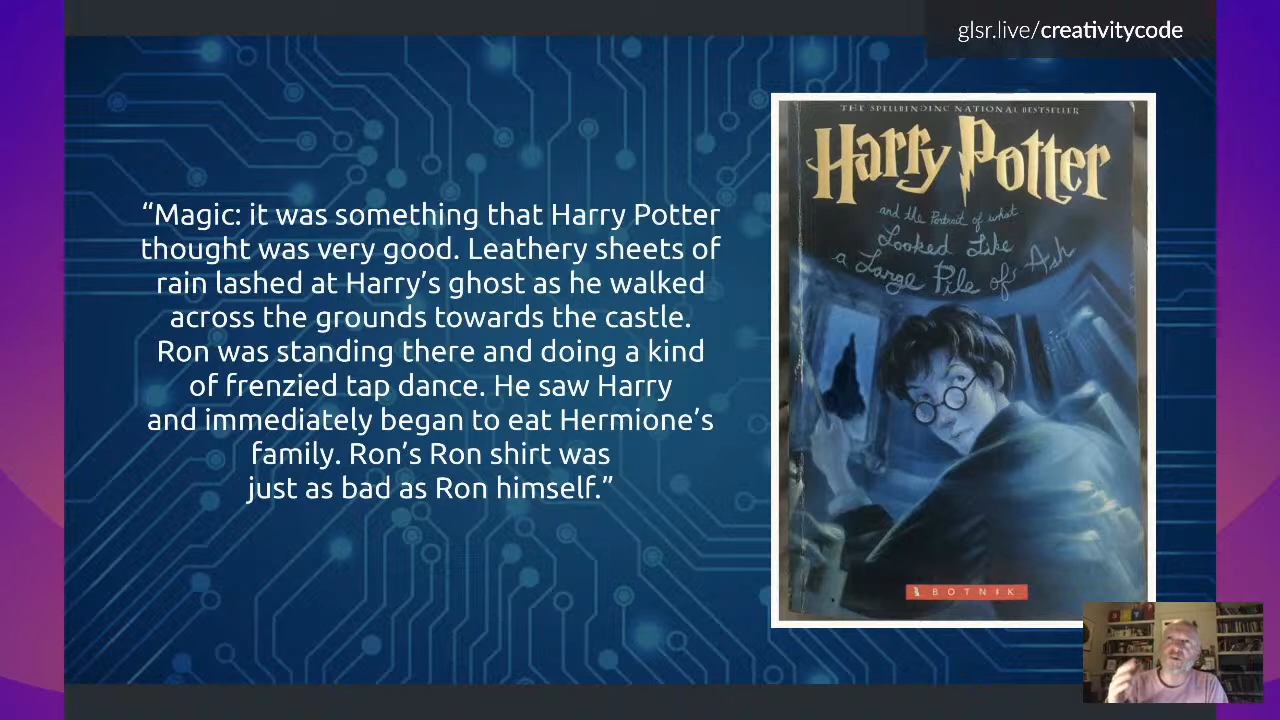 glsr.live/creativitycode
“Magic: it was something that Harry Potter
thought was very good. Leathery sheets of
rain lashed at Harry’s ghost as he walked
across the grounds towards the castle.
Ron was standing there and doing a kind
of frenzied tap dance. He saw Harry
and immediately began to eat Hermione’s
family. Ron’s Ron shirt was
just as bad as Ron himself.”
THE SPELLBINDING NATIONAL BESTSELLER
Harry Potter
and the Portrait of what
Looked Like
a Large Pile of Ash
BOTNIK